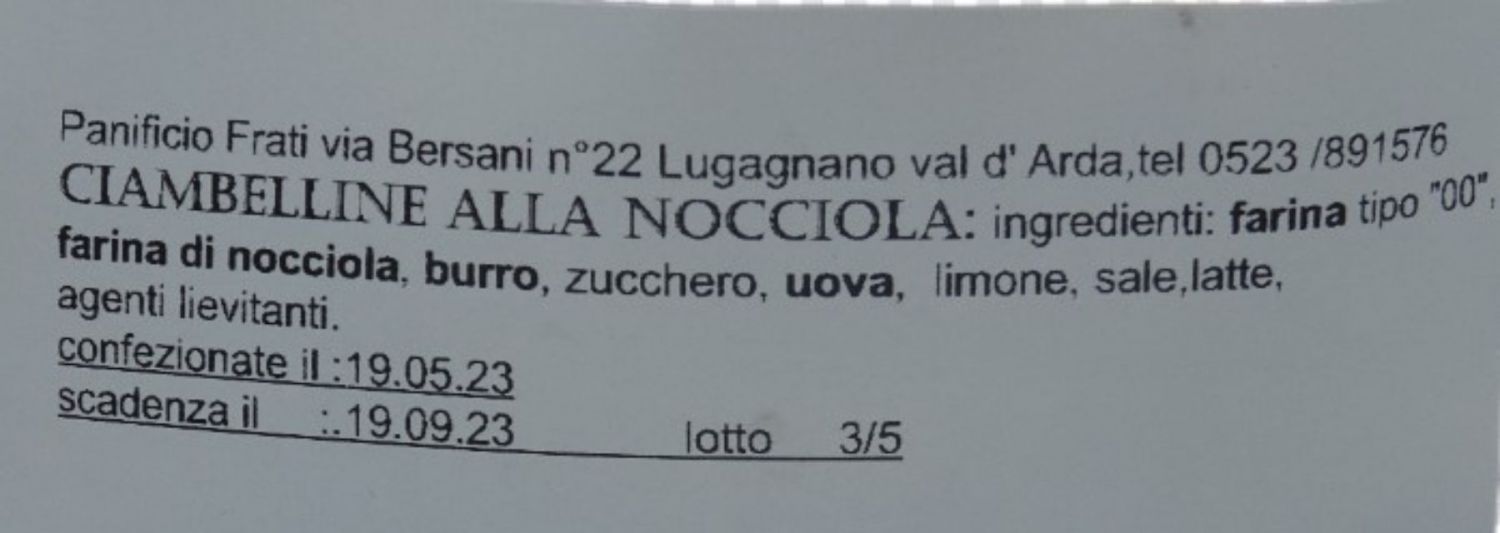 Panificio Frati via Bersani n°22 Lugagnano val d' Arda,tel 0523 /891576
CIAMBELLINE ALLA NOCCIOLA: ingredienti: farina tipo "00",
farina di nocciola, burro, zucchero, uova, limone, sale,latte,
agenti lievitanti.
confezionate il :19.05.23
scadenza il :.19.09.23 lotto 3/5